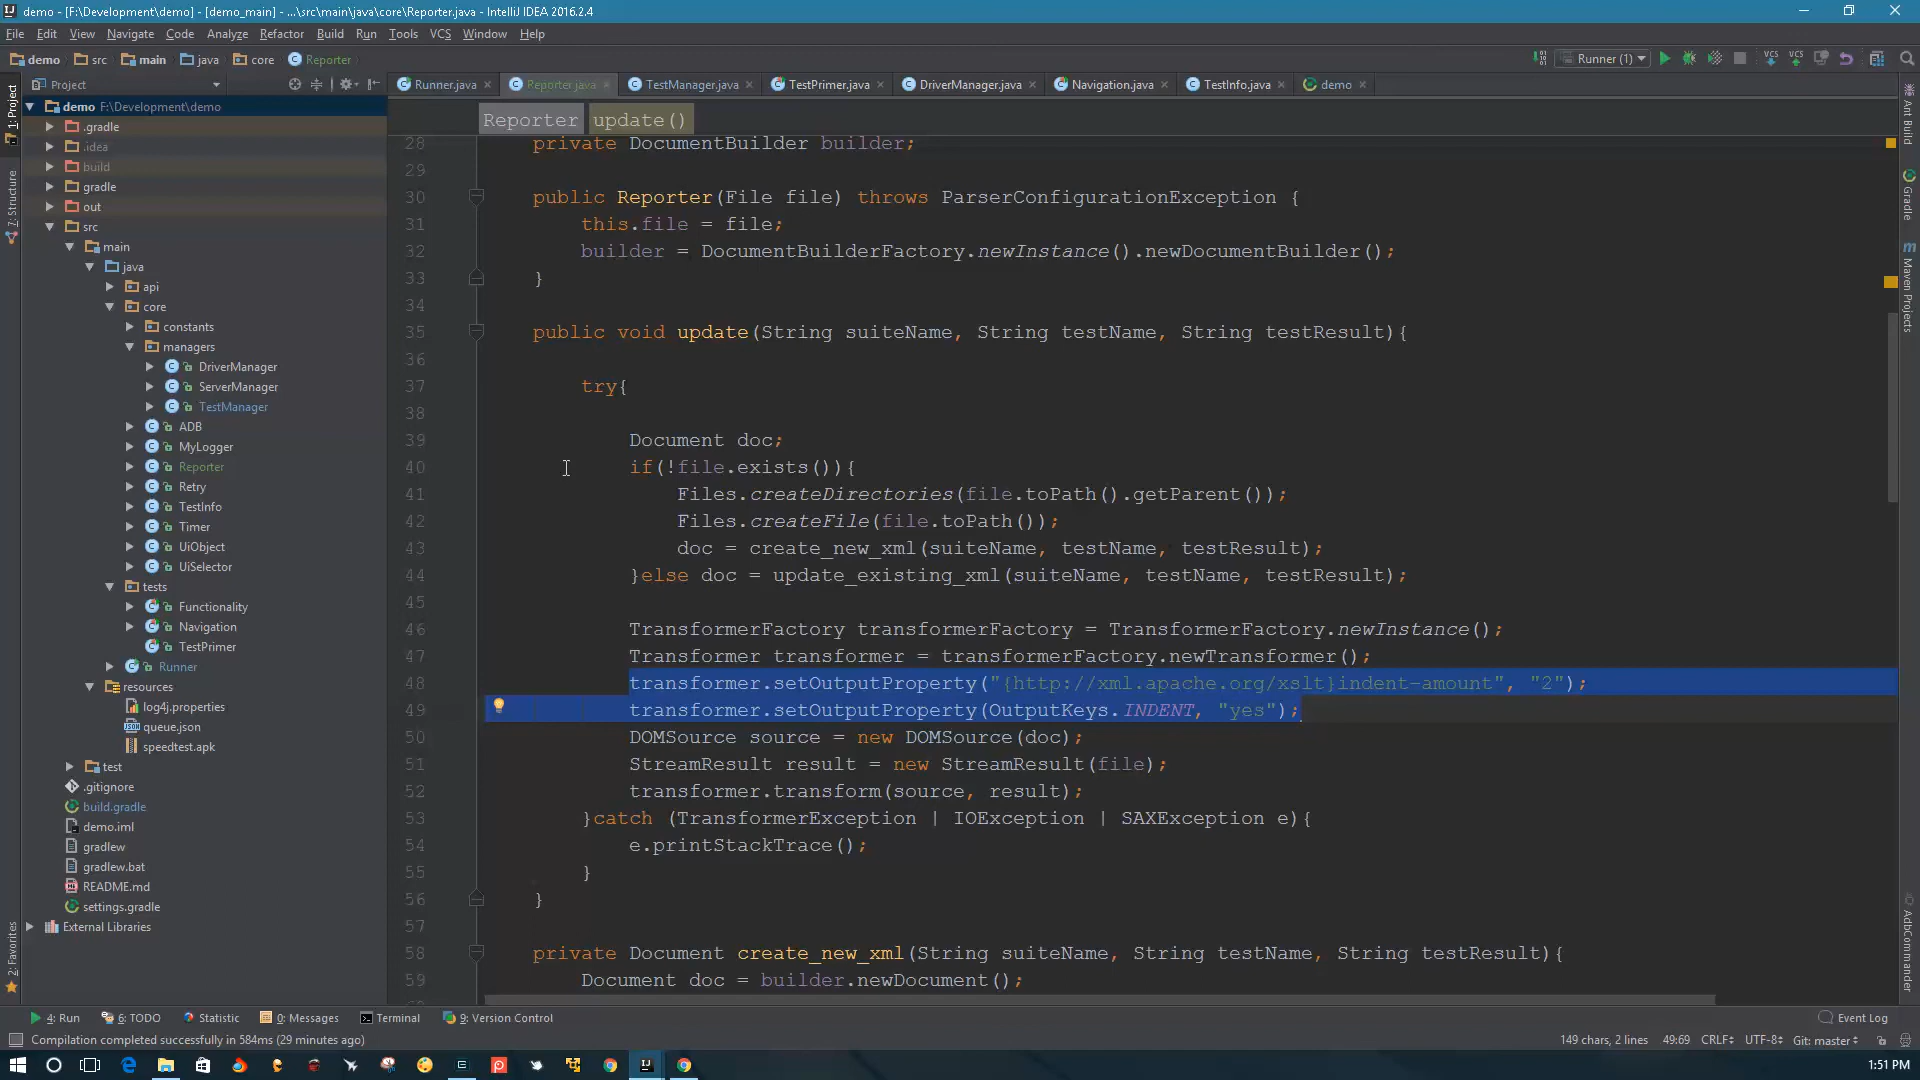 demo - [F:\Development\demo] - [demo_main] - ...\src\main\java\core\Reporter.java - IntelliJ IDEA 2016.2.4
File Edit View Navigate Code Analyze Refactor Build Run Tools VCS Window Help
demo src main java core Reporter
Runner (1)
Project
Runner.java Reporter.java TestManager.java TestPrimer.java DriverManager.java Navigation.java TestInfo.java demo
1: Project
7: Structure
2: Favorites
demo F:\Development\demo
.gradle
.idea
build
gradle
out
src
main
java
api
core
constants
managers
DriverManager
ServerManager
TestManager
ADB
MyLogger
Reporter
Retry
TestInfo
Timer
UiObject
UiSelector
tests
Functionality
Navigation
TestPrimer
Runner
resources
log4j.properties
queue.json
speedtest.apk
test
.gitignore
build.gradle
demo.iml
gradlew
gradlew.bat
README.md
settings.gradle
External Libraries
Reporter update()
28 private DocumentBuilder builder;
29
30 public Reporter(File file) throws ParserConfigurationException {
31 this.file = file;
32 builder = DocumentBuilderFactory.newInstance().newDocumentBuilder();
33 }
34
35 public void update(String suiteName, String testName, String testResult){
36
37 try{
38
39 Document doc;
40 if(!file.exists()){
41 Files.createDirectories(file.toPath().getParent());
42 Files.createFile(file.toPath());
43 doc = create_new_xml(suiteName, testName, testResult);
44 }else doc = update_existing_xml(suiteName, testName, testResult);
45
46 TransformerFactory transformerFactory = TransformerFactory.newInstance();
47 Transformer transformer = transformerFactory.newTransformer();
48 transformer.setOutputProperty("{http://xml.apache.org/xslt}indent-amount", "2");
49 transformer.setOutputProperty(OutputKeys.INDENT, "yes");
50 DOMSource source = new DOMSource(doc);
51 StreamResult result = new StreamResult(file);
52 transformer.transform(source, result);
53 }catch (TransformerException | IOException | SAXException e){
54 e.printStackTrace();
55 }
56 }
57
58 private Document create_new_xml(String suiteName, String testName, String testResult){
59 Document doc = builder.newDocument();
Ant Build
Gradle
Maven Projects
AdbCommander
4: Run 6: TODO Statistic 0: Messages Terminal 9: Version Control Event Log
Compilation completed successfully in 584ms (29 minutes ago) 149 chars, 2 lines 49:69 CRLF UTF-8 Git: master
1:51 PM